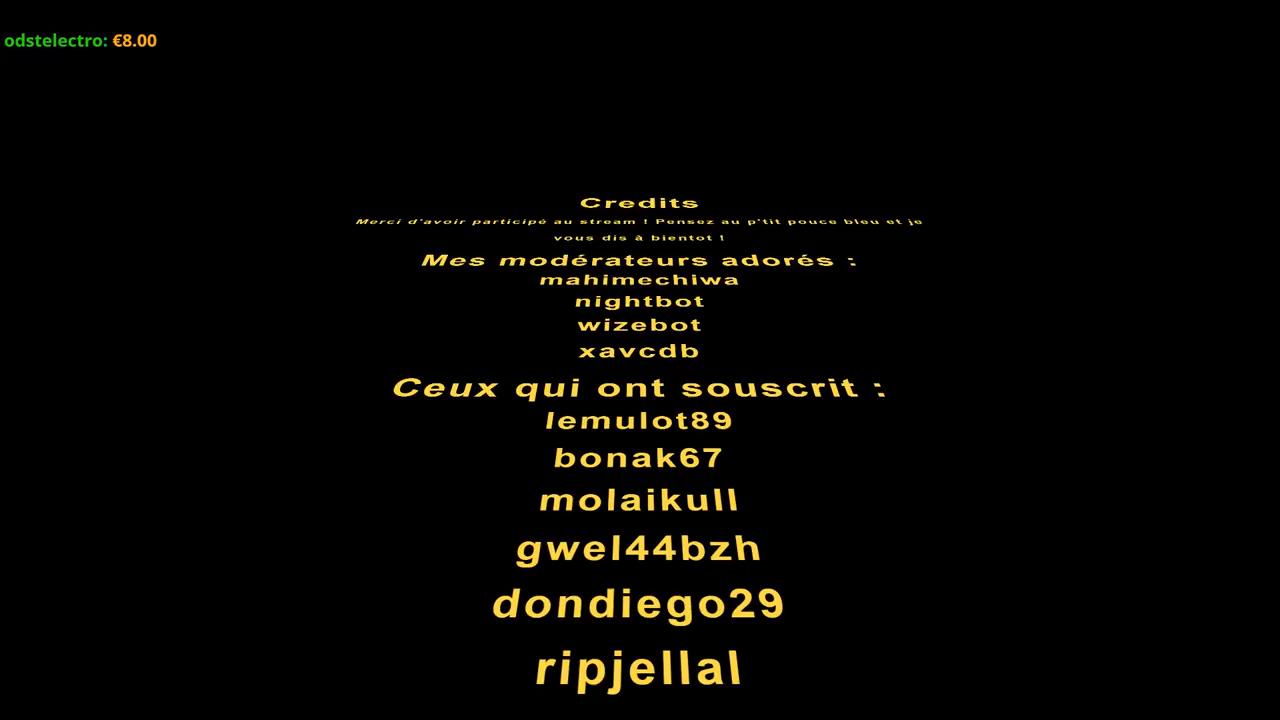 odstelectro: €8.00
Credits
Merci d'avoir participé au stream ! Pensez au p'tit pouce bleu et je
vous dis à bientot !
Mes modérateurs adorés :
mahimechiwa
nightbot
wizebot
xavcdb
Ceux qui ont souscrit :
lemulot89
bonak67
molaikull
gwel44bzh
dondiego29
ripjellal